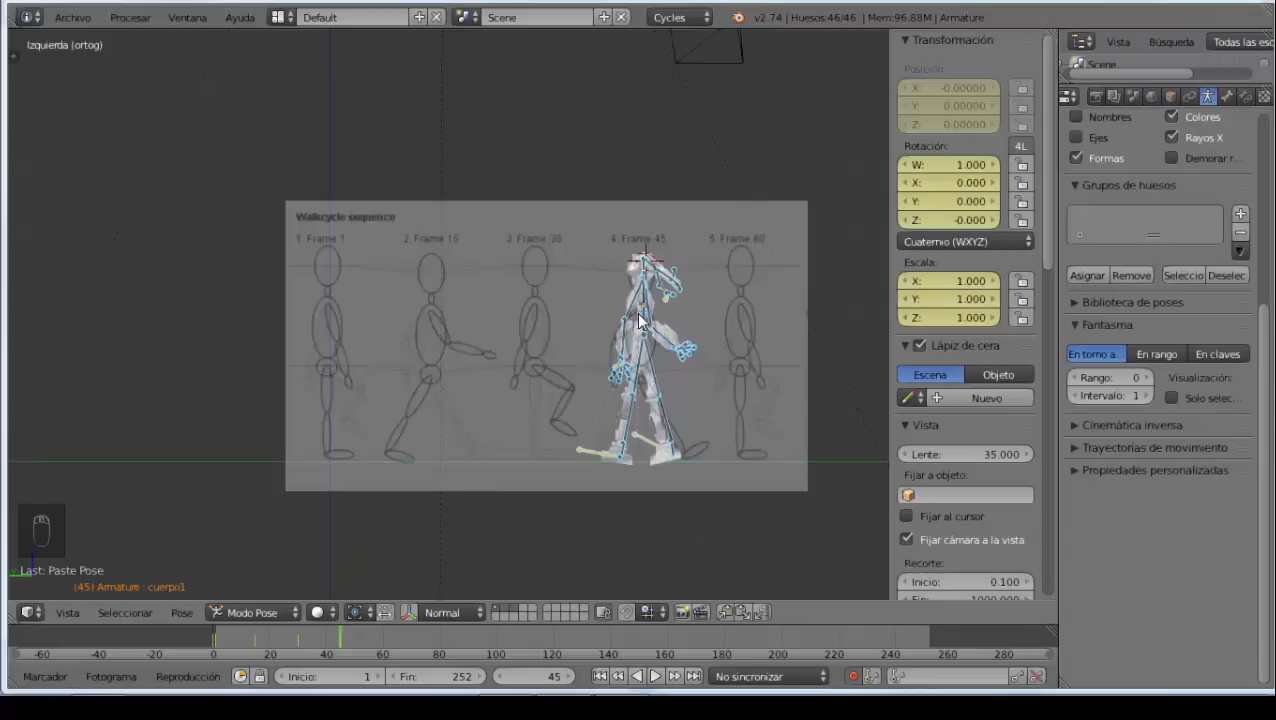 Archivo Procesar Ventana Ayuda Default Scene Cycles v2.74 | Huesos:46/46 | Mem:96.88M | Armature
Izquierda (ortog)
Walkcycle sequence
1. Frame 1 2. Frame 15 3. Frame 30 4. Frame 45 5. Frame 60
Last: Paste Pose
(45) Armature : cuerpo1
Transformación
Posición:
X: -0.00000
Y: 0.00000
Z: 0.00000
Rotación: 4L
W: 1.000
X: 0.000
Y: 0.000
Z: -0.000
Cuaternio (WXYZ)
Escala:
X: 1.000
Y: 1.000
Z: 1.000
Lápiz de cera
Escena Objeto
Nuevo
Vista
Lente: 35.000
Fijar a objeto:
Fijar al cursor
Fijar cámara a la vista
Recorte:
Inicio: 0.100
Fin: 1000.000
Vista Búsqueda Todas las esc
Scene
Nombres Colores
Ejes Rayos X
Formas Demorar r...
Grupos de huesos
Asignar Remove Seleccio Deselec
Biblioteca de poses
Fantasma
En torno a... En rango En claves
Rango: 0 Visualización:
Intervalo: 1 Solo selec...
Cinemática inversa
Trayectorias de movimiento
Propiedades personalizadas
Vista Seleccionar Pose Modo Pose Normal
-60 -40 -20 0 20 40 60 80 100 120 140 160 180 200 220 240 260 280
Marcador Fotograma Reproducción Inicio: 1 Fin: 252 45 No sincronizar